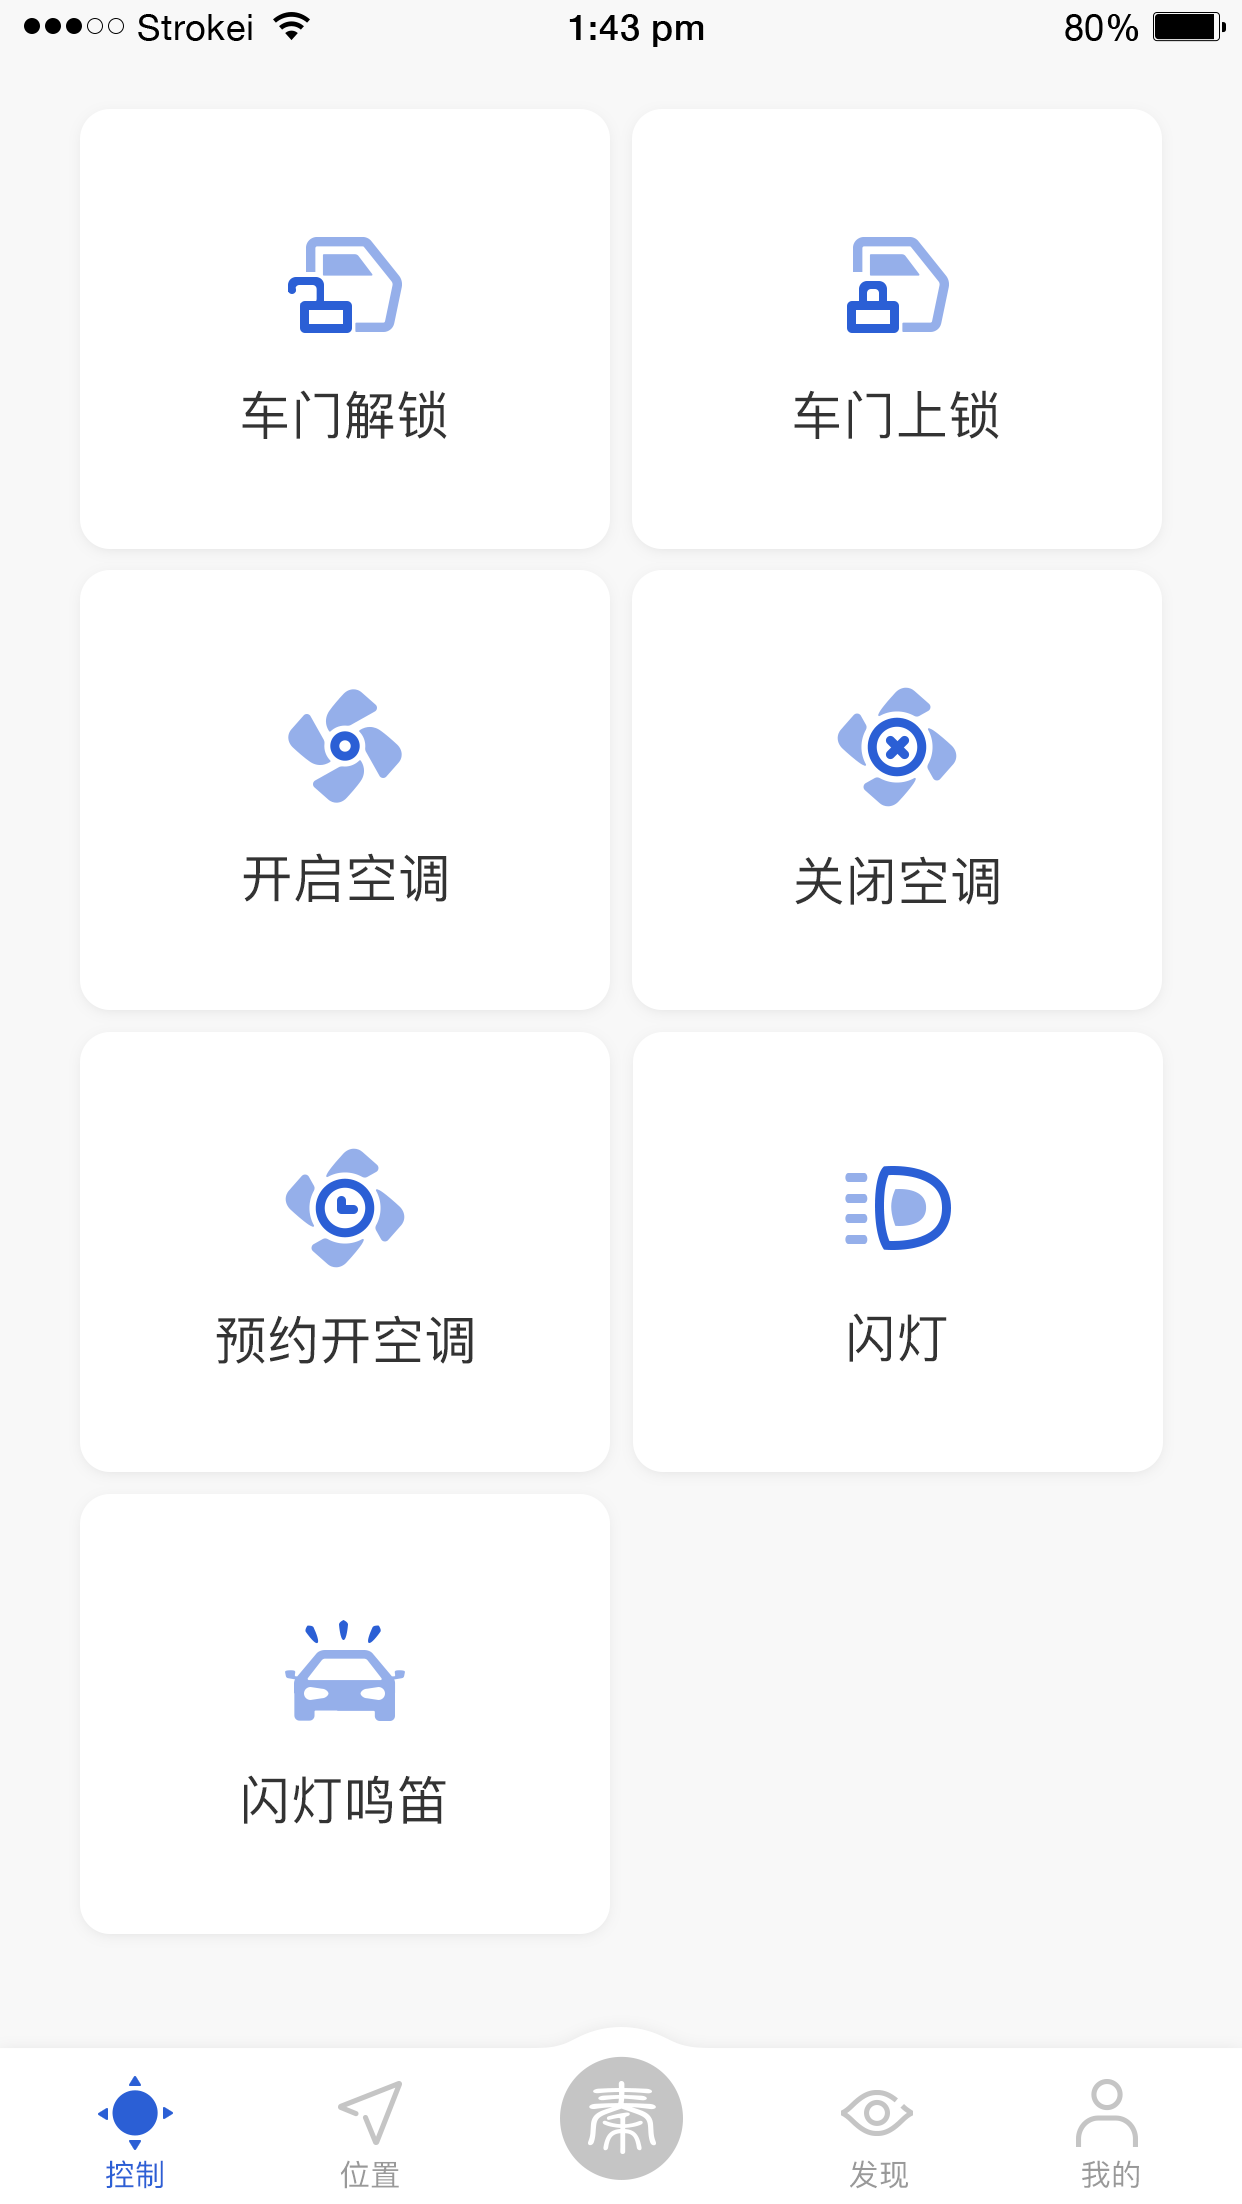 Strokei 1:43 pm 80%
车门解锁 车门上锁
开启空调 关闭空调
预约开空调 闪灯
闪灯鸣笛
秦
控制 位置 发现 我的